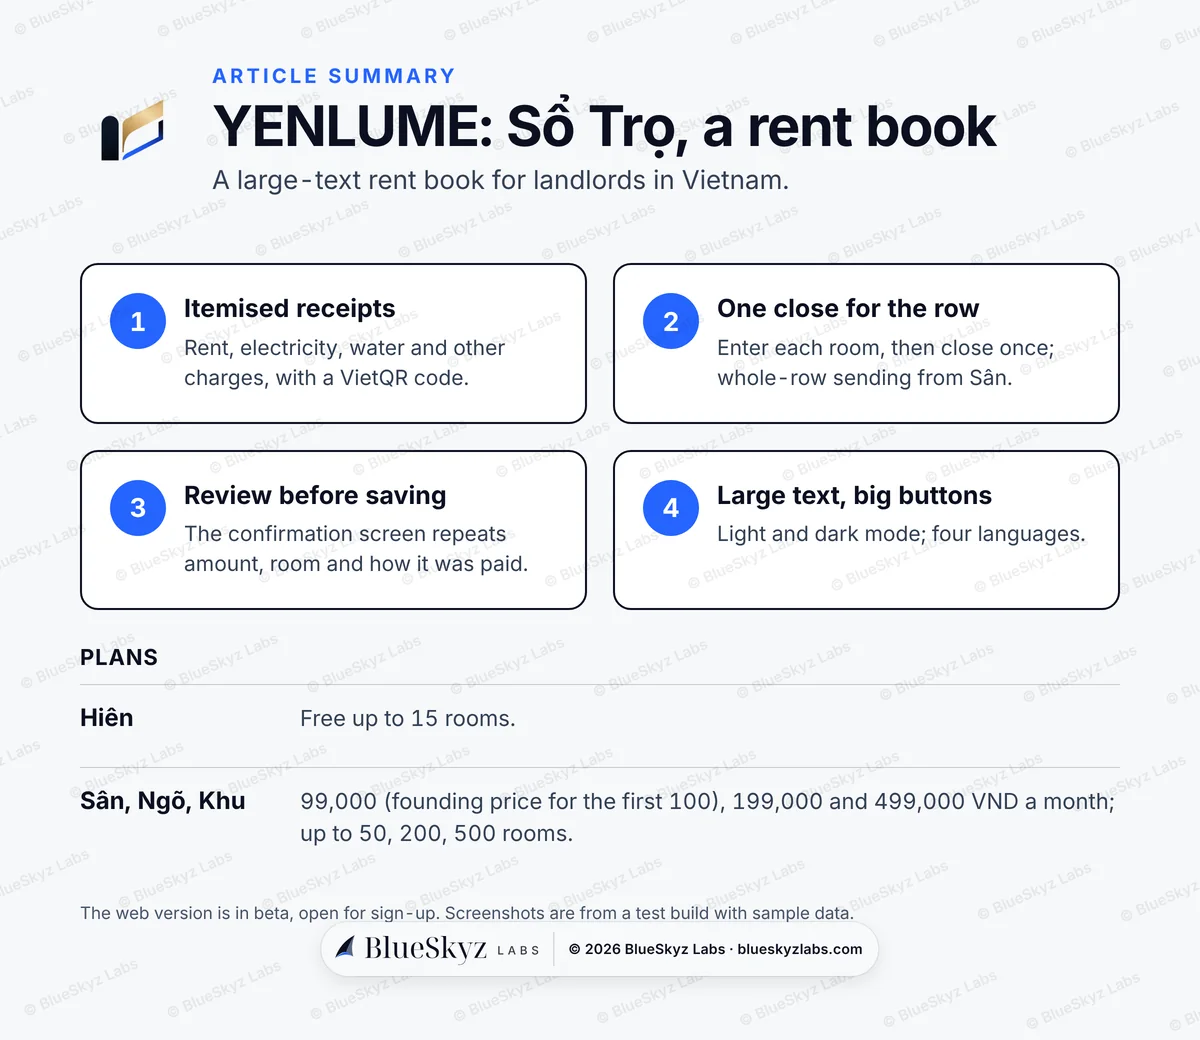 ARTICLE SUMMARY
YENLUME: Sổ Trọ, a rent book
A large-text rent book for landlords in Vietnam.
1
Itemised receipts
Rent, electricity, water and other
charges, with a VietQR code.
2
One close for the row
Enter each room, then close once;
whole-row sending from Sân.
3
Review before saving
The confirmation screen repeats
amount, room and how it was paid.
4
Large text, big buttons
Light and dark mode; four languages.
PLANS
Hiên
Free up to 15 rooms.
Sân, Ngõ, Khu
99,000 (founding price for the first 100), 199,000 and 499,000 VND a month;
up to 50, 200, 500 rooms.
The web version is in beta, open for sign-up. Screenshots are from a test build with sample data.
BlueSkyz LABS
© 2026 BlueSkyz Labs · blueskyzlabs.com
© BlueSkyz Labs